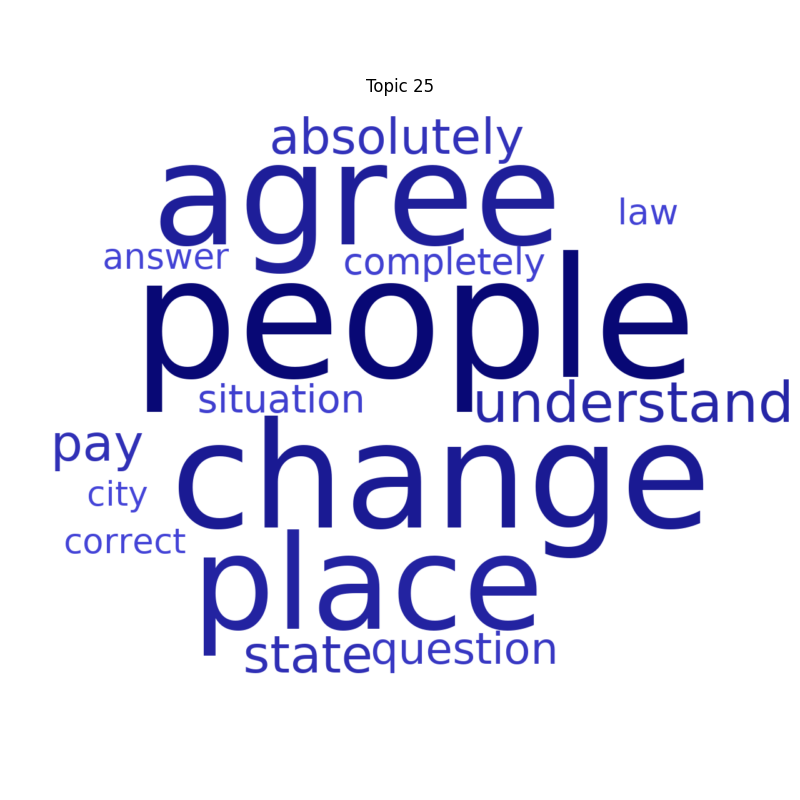 Topic 25
absolutely
agree
law
answer completely
people
situation understand
pay
change
city
correct
place
state question